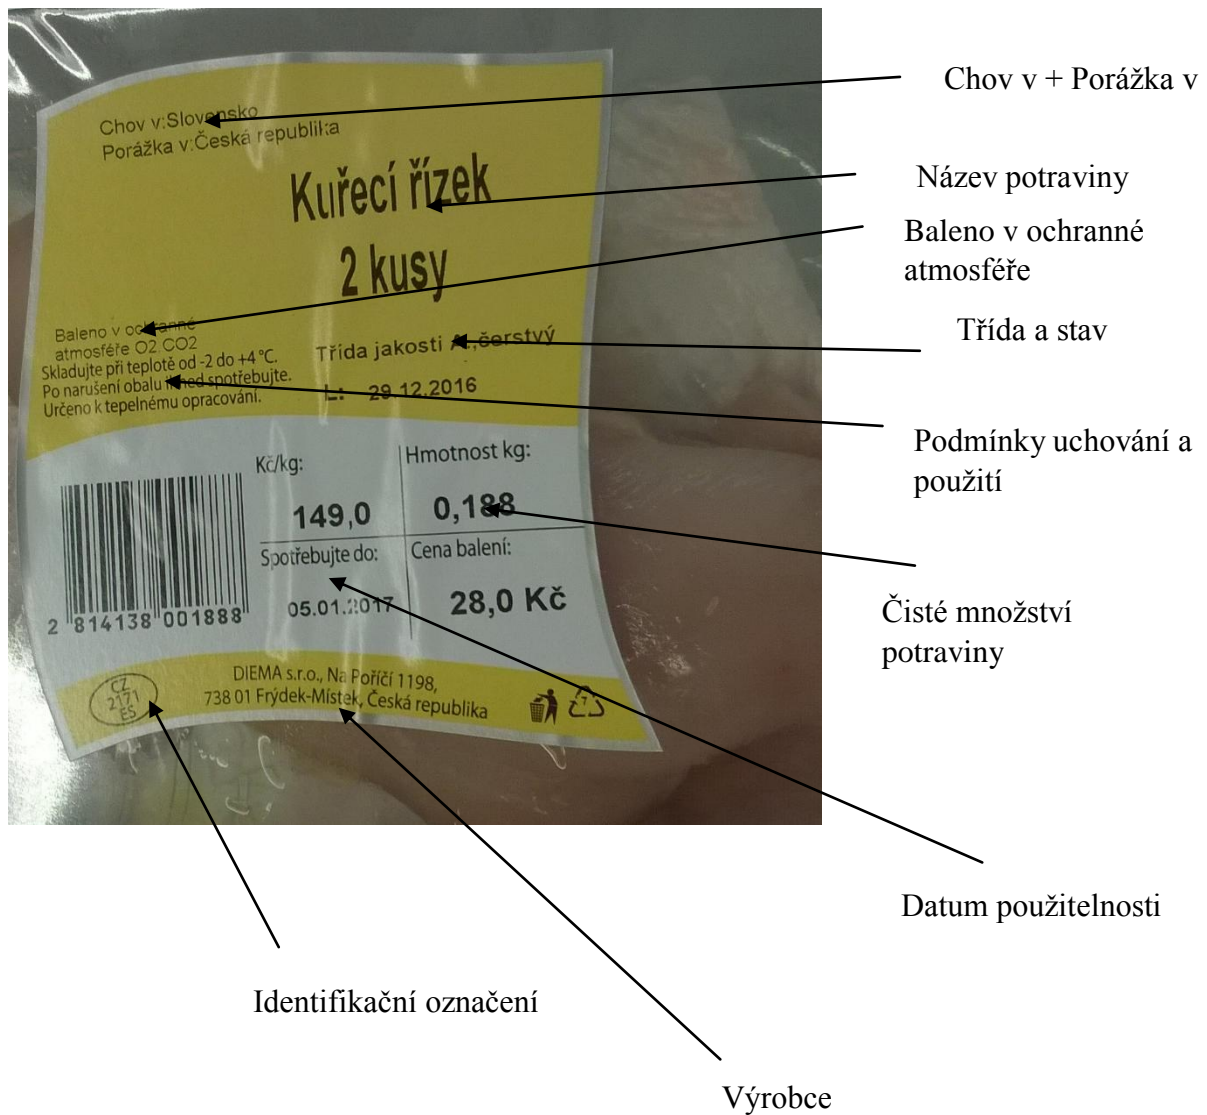 Chov v:Slovensko
Porážka v:Česká republika
Kuřecí řízek
2 kusy
Baleno v ochranné
atmosféře O2,CO2
Skladujte při teplotě od -2 do +4 °C.
Po narušení obalu ihned spotřebujte.
Určeno k tepelnému opracování.
Třída jakosti A,čerstvý
L: 29.12.2016
Kč/kg:
149,0
Hmotnost kg:
0,188
Spotřebujte do:
05.01.2017
Cena balení:
28,0 Kč
2 814138 001888
CZ
2171
ES
DIEMA s.r.o., Na Poříčí 1198,
738 01 Frýdek-Místek, Česká republika
7
Chov v + Porážka v
Název potraviny
Baleno v ochranné
atmosféře
Třída a stav
Podmínky uchování a
použití
Čisté množství
potraviny
Datum použitelnosti
Identifikační označení
Výrobce